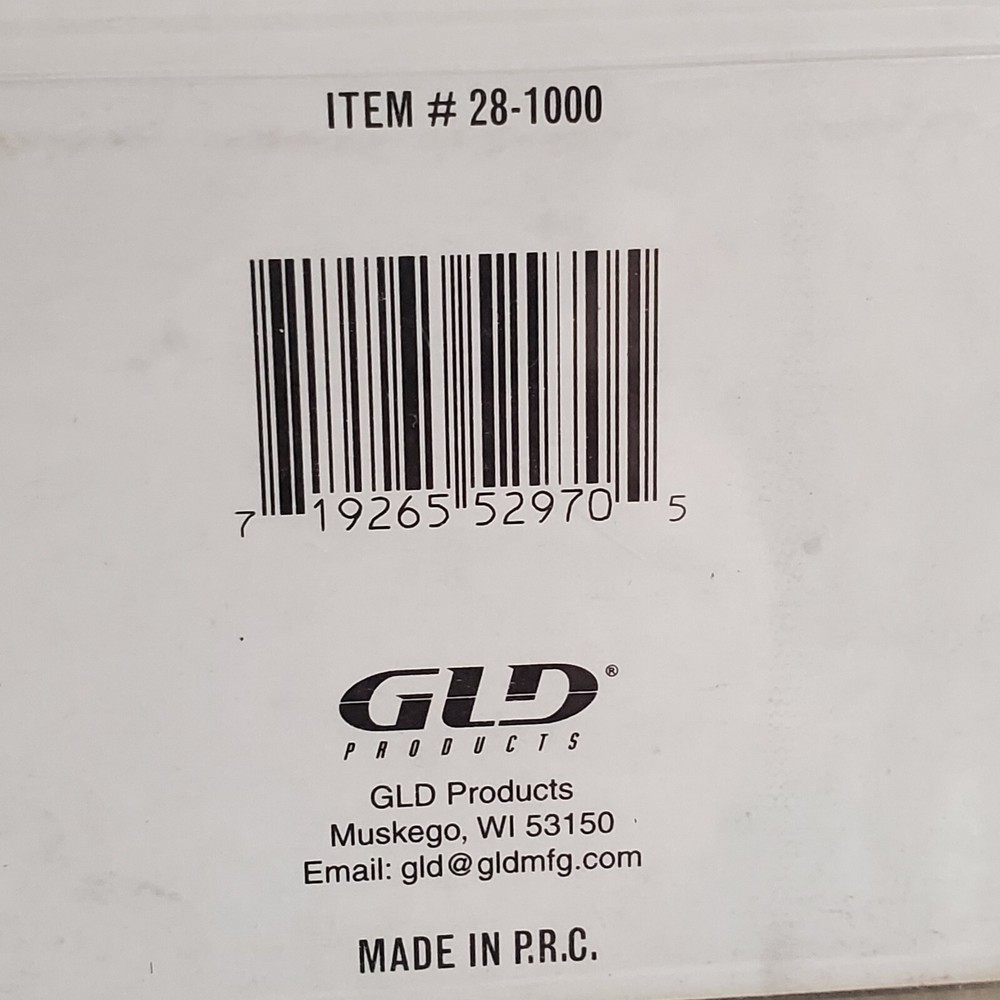 ITEM # 28-1000
7 19265 52970 5
GLD®
PRODUCTS
GLD Products
Muskego, WI 53150
Email: gld@gldmfg.com
MADE IN P.R.C.